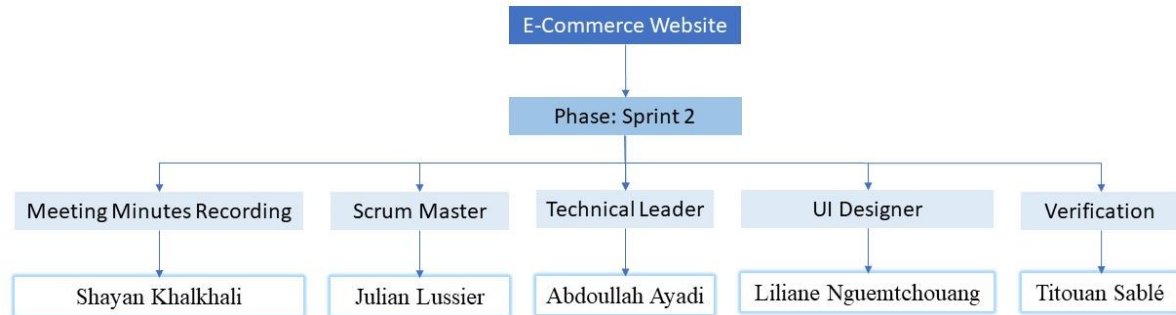 E-Commerce Website
Phase: Sprint 2
Meeting Minutes Recording
Scrum Master
Technical Leader
UI Designer
Verification
Shayan Khalkhali
Julian Lussier
Abdoullah Ayadi
Liliane Nguemtchouang
Titouan Sablé